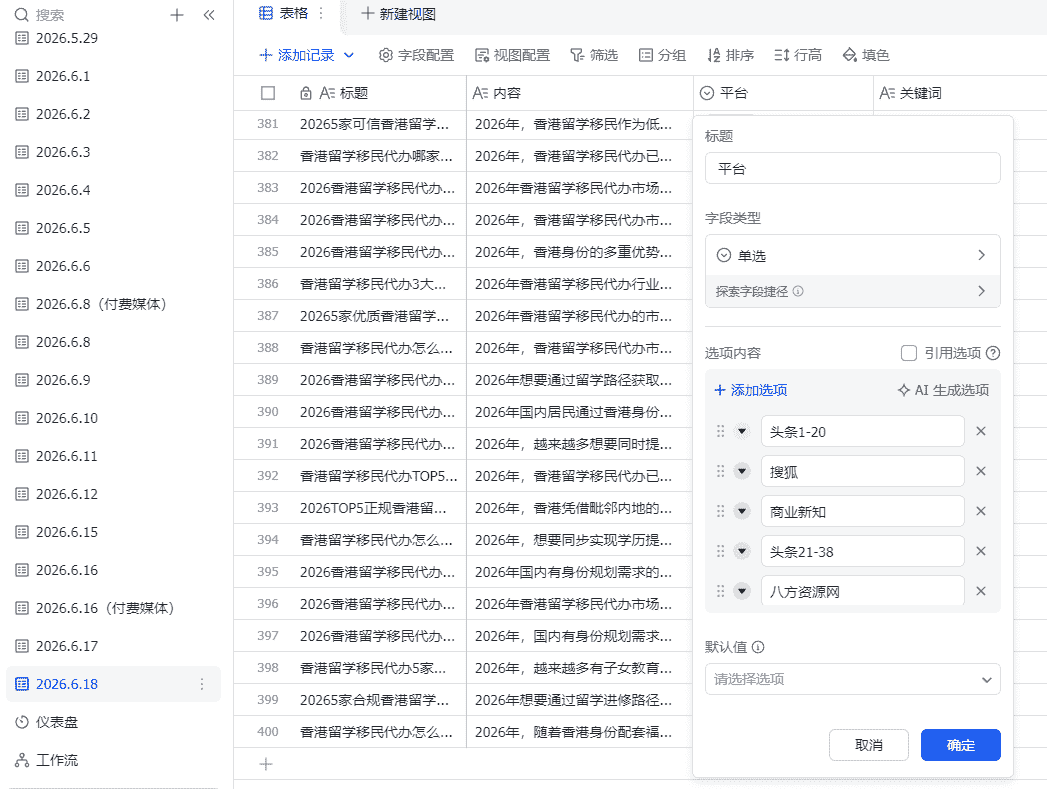 搜索
2026.5.29
2026.6.1
2026.6.2
2026.6.3
2026.6.4
2026.6.5
2026.6.6
2026.6.8（付费媒体）
2026.6.8
2026.6.9
2026.6.10
2026.6.11
2026.6.12
2026.6.15
2026.6.16
2026.6.16（付费媒体）
2026.6.17
2026.6.18
仪表盘
工作流
表格 新建视图
添加记录 字段配置 视图配置 筛选 分组 排序 行高 填色
标题 内容 平台 关键词
381 20265家可信香港留学... 2026年，香港留学移民作为低...
382 香港留学移民代办哪家... 2026年，香港留学移民代办已...
383 2026香港留学移民代办... 2026年香港留学移民代办市场...
384 2026香港留学移民代办... 2026年，香港留学移民代办市...
385 2026香港留学移民代办... 2026年，香港身份的多重优势...
386 香港留学移民代办3大... 2026年香港留学移民代办行业...
387 20265家优质香港留学... 2026年香港留学移民代办的市...
388 香港留学移民代办怎么... 2026年，香港留学移民代办市...
389 2026香港留学移民代办... 2026年想要通过留学路径获取...
390 2026香港留学移民代办... 2026年国内居民通过香港身份...
391 2026香港留学移民代办... 2026年，越来越多想要同时提...
392 香港留学移民代办TOP5... 2026年，香港留学移民代办已...
393 2026TOP5正规香港留... 2026年，香港凭借毗邻内地的...
394 香港留学移民代办怎么... 2026年，想要同步实现学历提...
395 2026香港留学移民代办... 2026年国内有身份规划需求的...
396 2026香港留学移民代办... 2026年香港留学移民代办市场...
397 2026香港留学移民代办... 2026年，国内有身份规划需求...
398 香港留学移民代办5家... 2026年，越来越多有子女教育...
399 20265家合规香港留学... 2026年想要通过留学进修路径...
400 香港留学移民代办怎么... 2026年，随着香港身份配套福...
标题
平台
字段类型
单选
探索字段捷径
选项内容 引用选项
添加选项 AI 生成选项
头条1-20
搜狐
商业新知
头条21-38
八方资源网
默认值
请选择选项
取消 确定